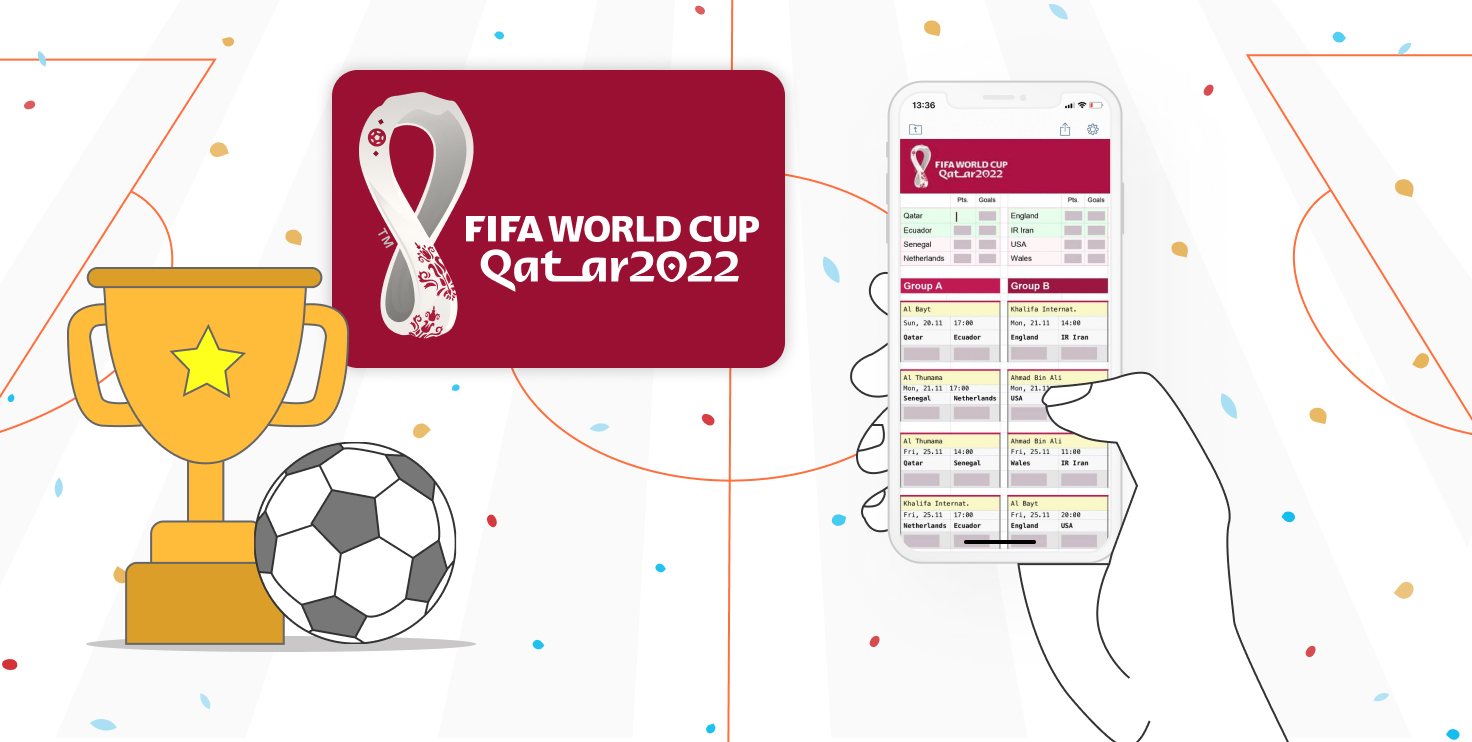 FIFA WORLD CUP
Qatar2022
TM
13:36
FIFA WORLD CUP
Qatar2022
Pts. Goals Pts. Goals
Qatar England
Ecuador IR Iran
Senegal USA
Netherlands Wales
Group A Group B
Al Bayt Khalifa Internat.
Sun, 20.11 17:00 Mon, 21.11 14:00
Qatar Ecuador England IR Iran
Al Thumama Ahmad Bin Ali
Mon, 21.11 17:00 Mon, 21.11
Senegal Netherlands USA
Al Thumama Ahmad Bin Ali
Fri, 25.11 14:00 Fri, 25.11 11:00
Qatar Senegal Wales IR Iran
Khalifa Internat. Al Bayt
Fri, 25.11 17:00 Fri, 25.11 20:00
Netherlands Ecuador England USA